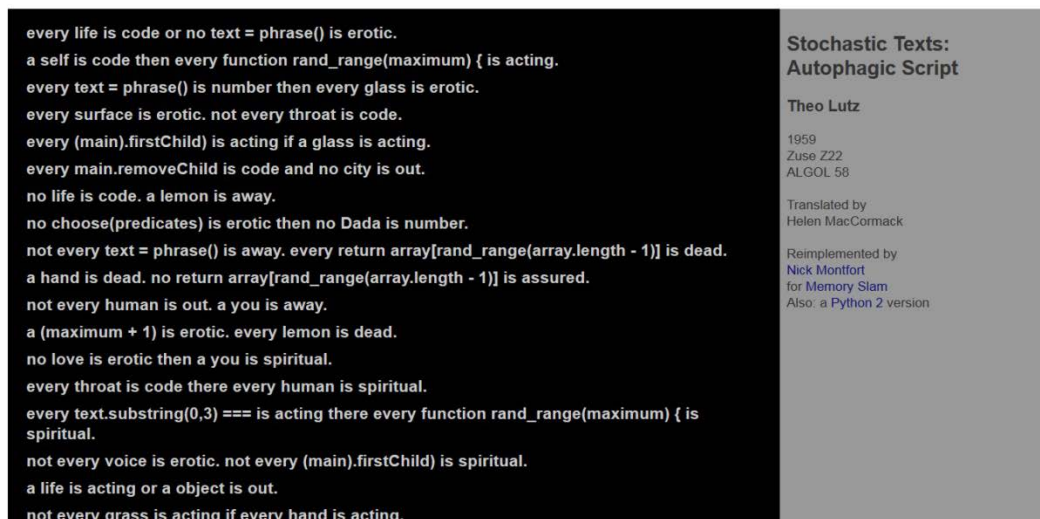 every life is code or no text = phrase() is erotic.
a self is code then every function rand_range(maximum) { is acting.
every text = phrase() is number then every glass is erotic.
every surface is erotic. not every throat is code.
every (main).firstChild) is acting if a glass is acting.
every main.removeChild is code and no city is out.
no life is code. a lemon is away.
no choose(predicates) is erotic then no Dada is number.
not every text = phrase() is away. every return array[rand_range(array.length - 1)] is dead.
a hand is dead. no return array[rand_range(array.length - 1)] is assured.
not every human is out. a you is away.
a (maximum + 1) is erotic. every lemon is dead.
no love is erotic then a you is spiritual.
every throat is code there every human is spiritual.
every text.substring(0,3) === is acting there every function rand_range(maximum) { is
spiritual.
not every voice is erotic. not every (main).firstChild) is spiritual.
a life is acting or a object is out.
not every grass is acting if every hand is acting.
Stochastic Texts:
Autophagic Script
Theo Lutz
1959
Zuse Z22
ALGOL 58
Translated by
Helen MacCormack
Reimplemented by
Nick Montfort
for Memory Slam
Also: a Python 2 version